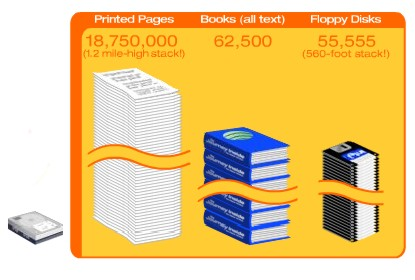 Printed Pages Books (all text) Floppy Disks
18,750,000 62,500 55,555
(1.2 mile-high stack!) (560-foot stack!)